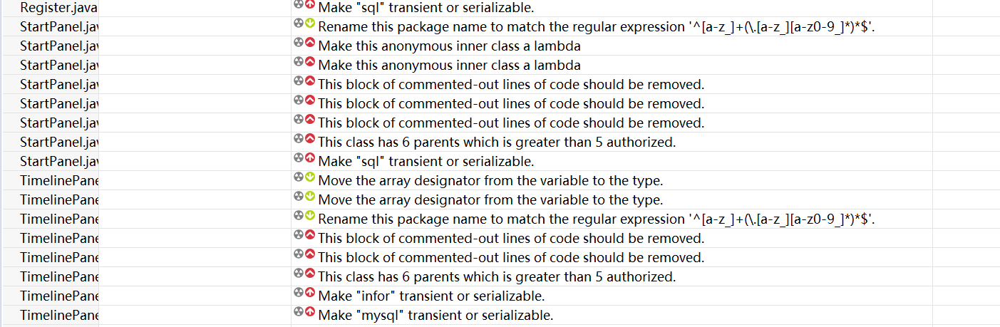 Register.java Make "sql" transient or serializable.
StartPanel.jav Rename this package name to match the regular expression '^[a-z_]+(\.[a-z_][a-z0-9_]*)*$'.
StartPanel.jav Make this anonymous inner class a lambda
StartPanel.jav Make this anonymous inner class a lambda
StartPanel.jav This block of commented-out lines of code should be removed.
StartPanel.jav This block of commented-out lines of code should be removed.
StartPanel.jav This block of commented-out lines of code should be removed.
StartPanel.jav This class has 6 parents which is greater than 5 authorized.
StartPanel.jav Make "sql" transient or serializable.
TimelinePane Move the array designator from the variable to the type.
TimelinePane Move the array designator from the variable to the type.
TimelinePane Rename this package name to match the regular expression '^[a-z_]+(\.[a-z_][a-z0-9_]*)*$'.
TimelinePane This block of commented-out lines of code should be removed.
TimelinePane This block of commented-out lines of code should be removed.
TimelinePane This class has 6 parents which is greater than 5 authorized.
TimelinePane Make "infor" transient or serializable.
TimelinePane Make "mysql" transient or serializable.